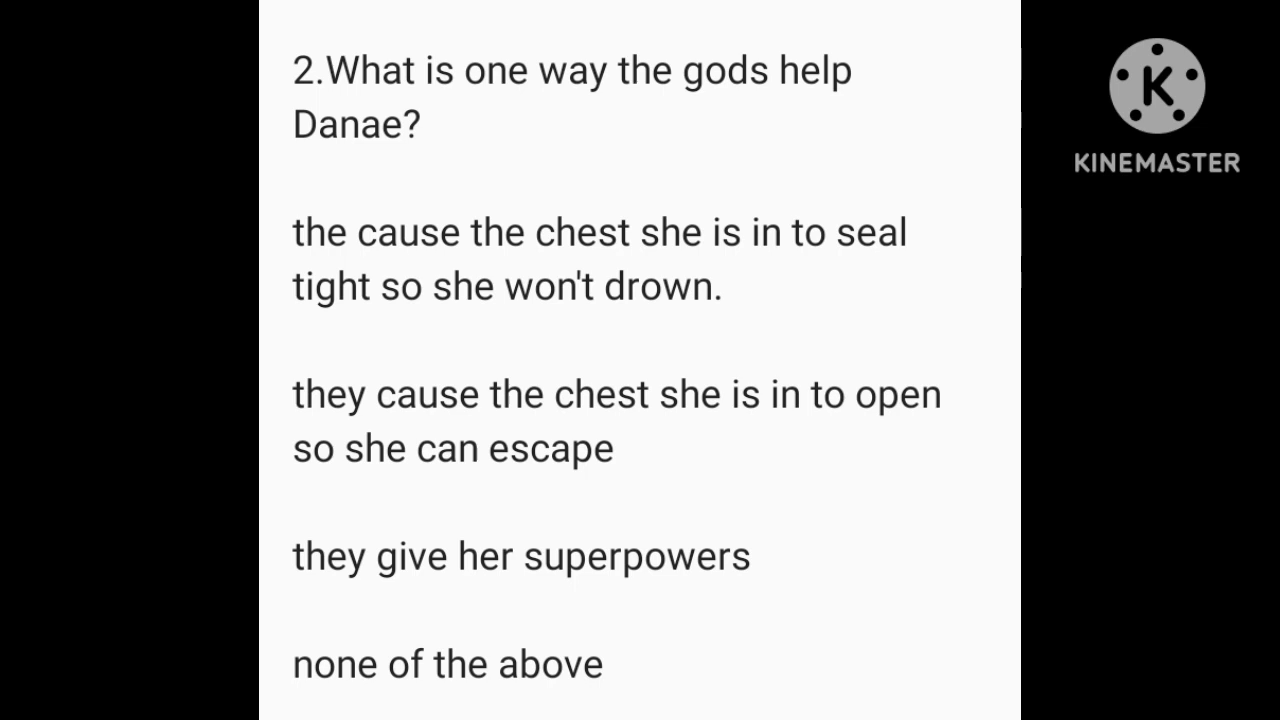 2.What is one way the gods help
Danae?
the cause the chest she is in to seal
tight so she won't drown.
they cause the chest she is in to open
so she can escape
they give her superpowers
none of the above
K
KINEMASTER